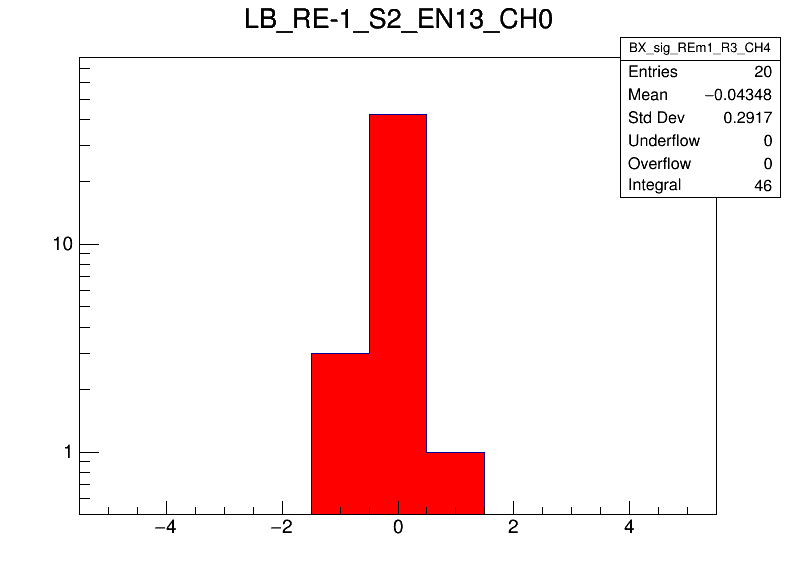 LB_RE-1_S2_EN13_CH0
BX_sig_REm1_R3_CH4
Entries 20
Mean −0.04348
Std Dev 0.2917
Underflow 0
Overflow 0
Integral 46
10
1
−4 −2 0 2 4